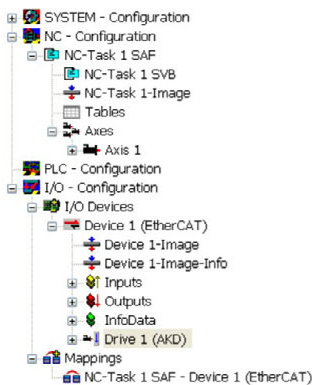 SYSTEM - Configuration
NC - Configuration
NC-Task 1 SAF
NC-Task 1 SVB
NC-Task 1-Image
Tables
Axes
Axis 1
PLC - Configuration
I/O - Configuration
I/O Devices
Device 1 (EtherCAT)
Device 1-Image
Device 1-Image-Info
Inputs
Outputs
InfoData
Drive 1 (AKD)
Mappings
NC-Task 1 SAF - Device 1 (EtherCAT)